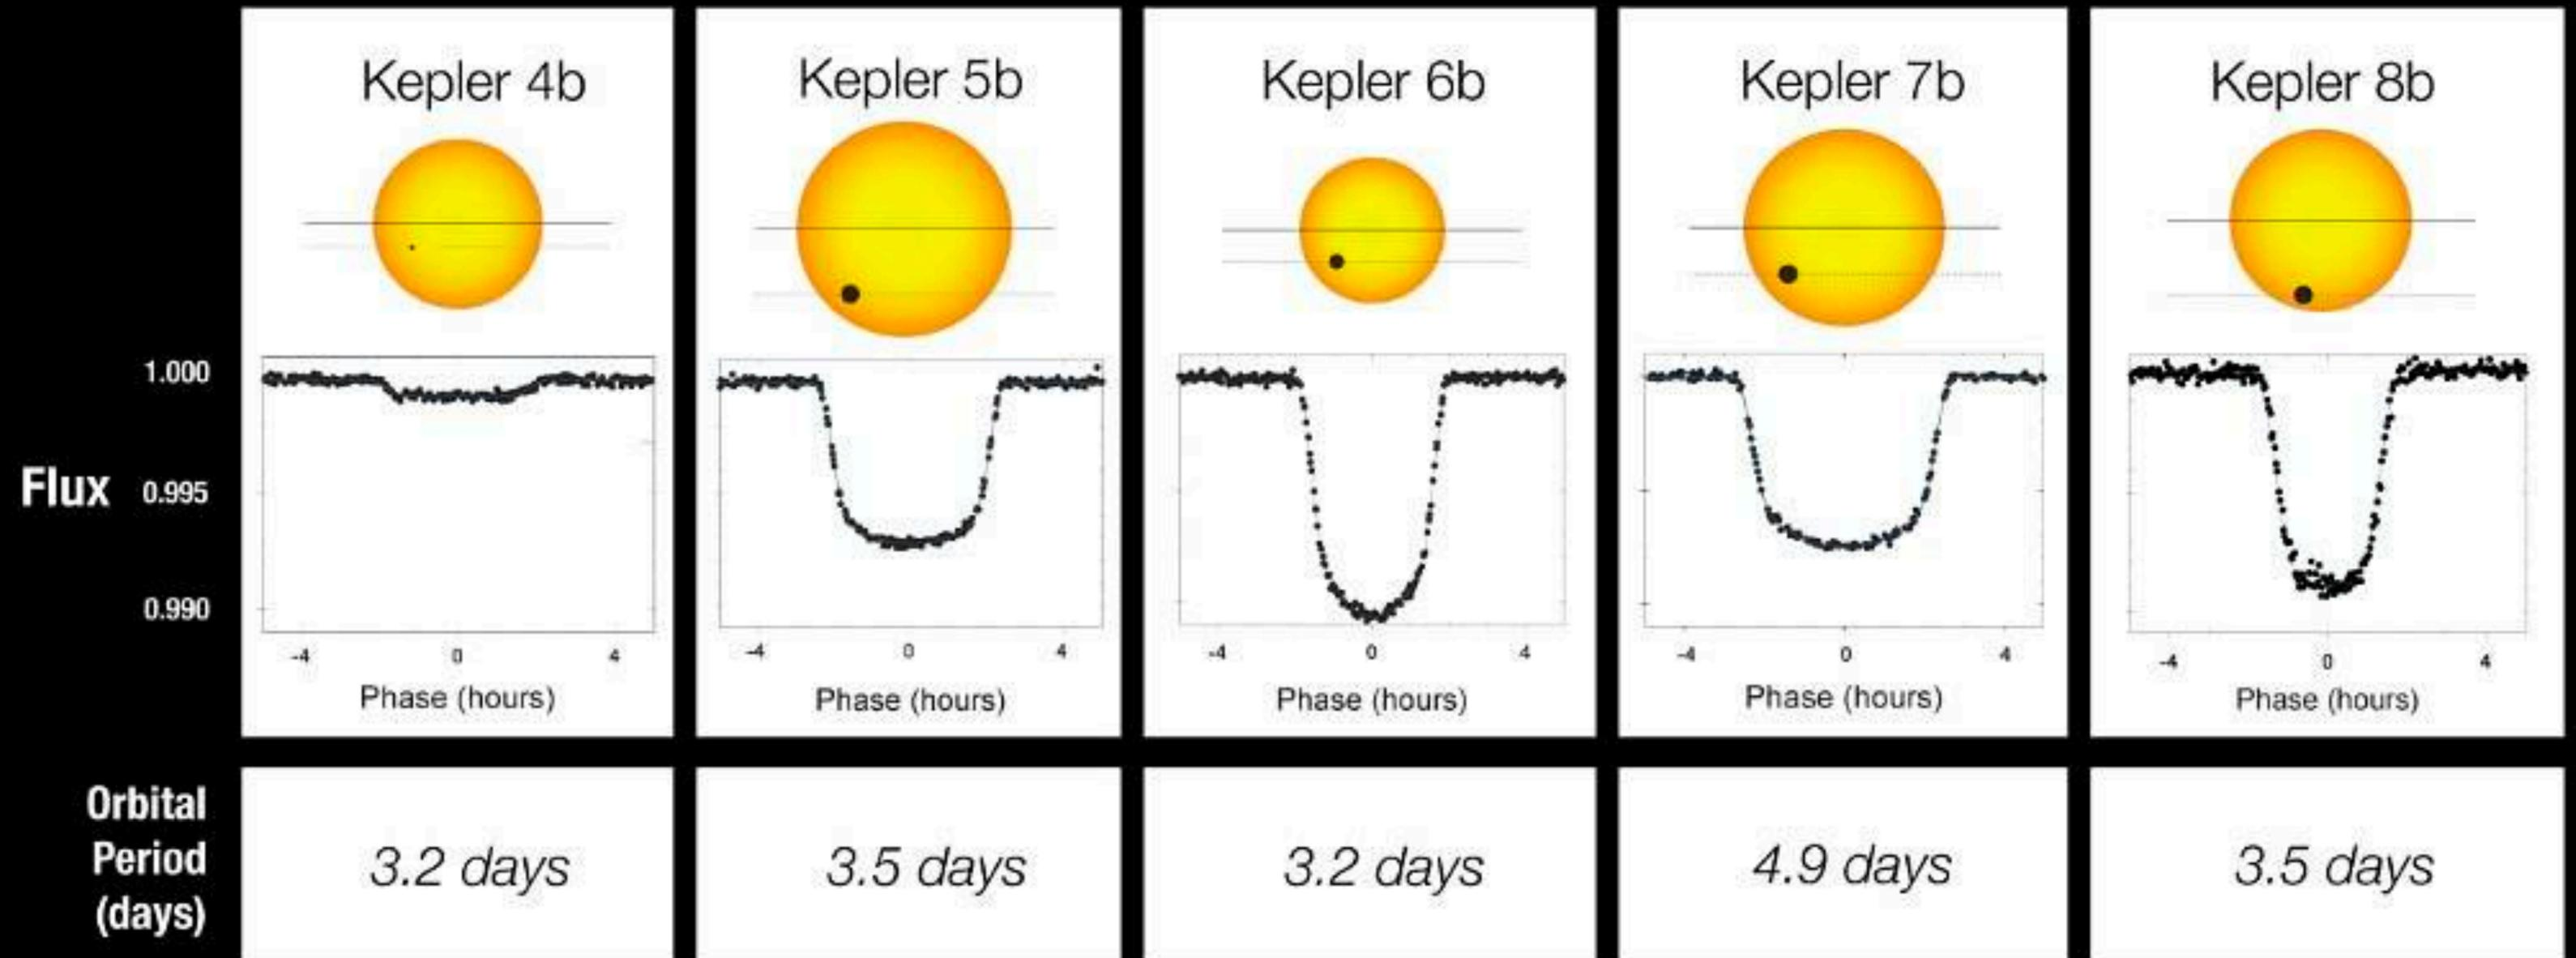 Kepler 4b
Kepler 5b
Kepler 6b
Kepler 7b
Kepler 8b
Flux
1.000
0.995
0.990
-4 0 4
Phase (hours)
-4 0 4
Phase (hours)
-4 0 4
Phase (hours)
-4 0 4
Phase (hours)
-4 0 4
Phase (hours)
Orbital
Period
(days)
3.2 days
3.5 days
3.2 days
4.9 days
3.5 days